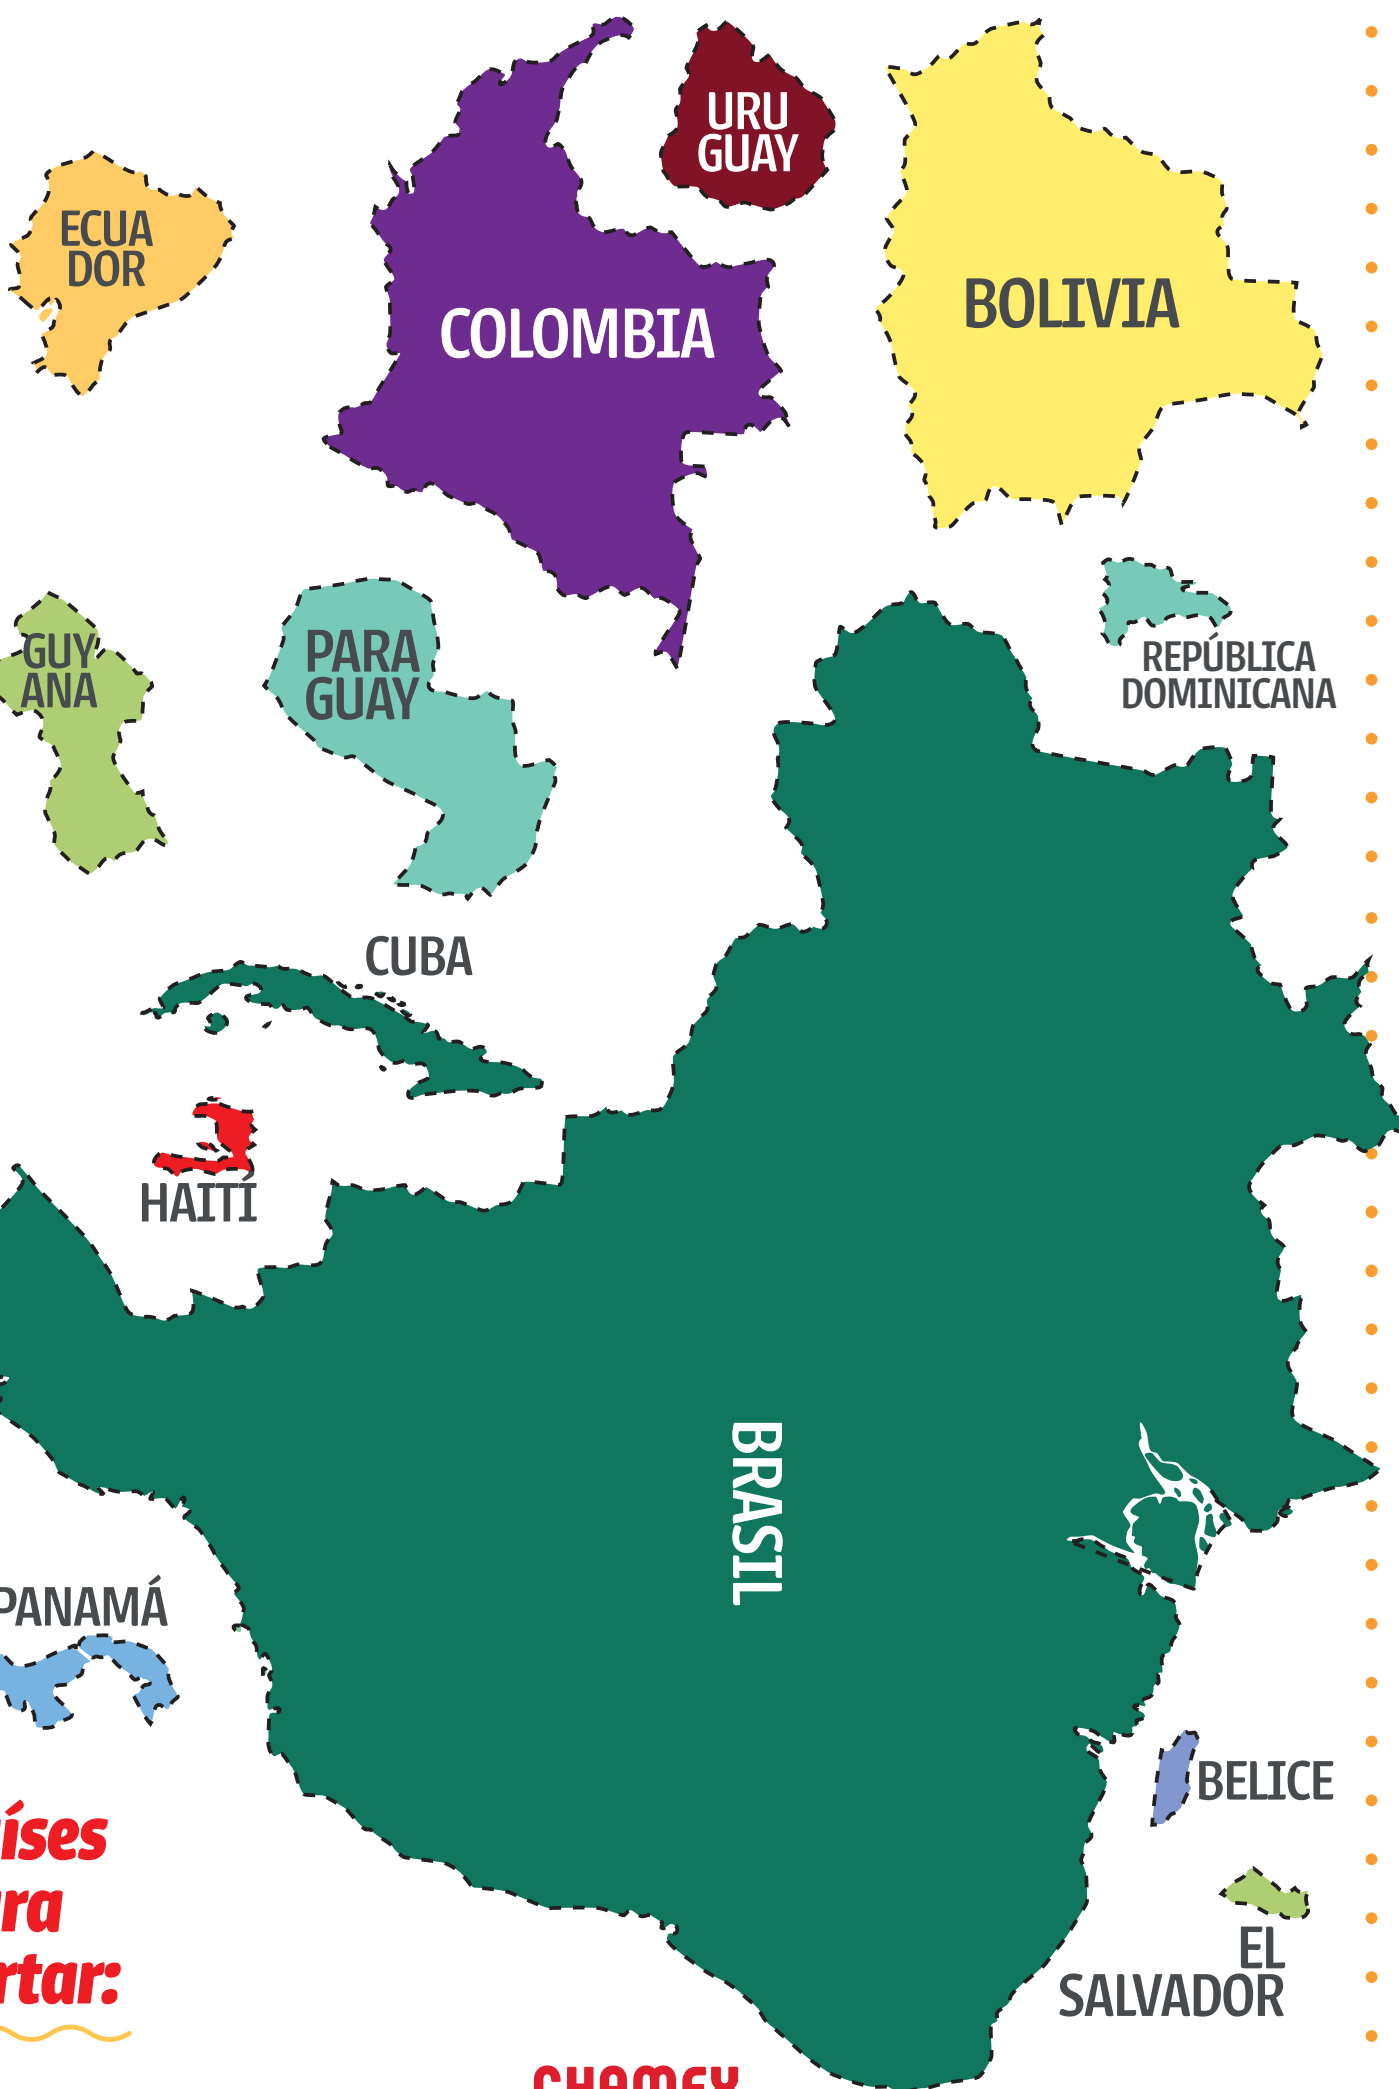 URU
GUAY
ECUA
DOR
COLOMBIA
BOLIVIA
GUY
ANA
PARA
GUAY
REPÚBLICA
DOMINICANA
CUBA
HAITÍ
BRASIL
PANAMÁ
BELICE
íses
ra
rtar:
EL
SALVADOR
CHAMEX